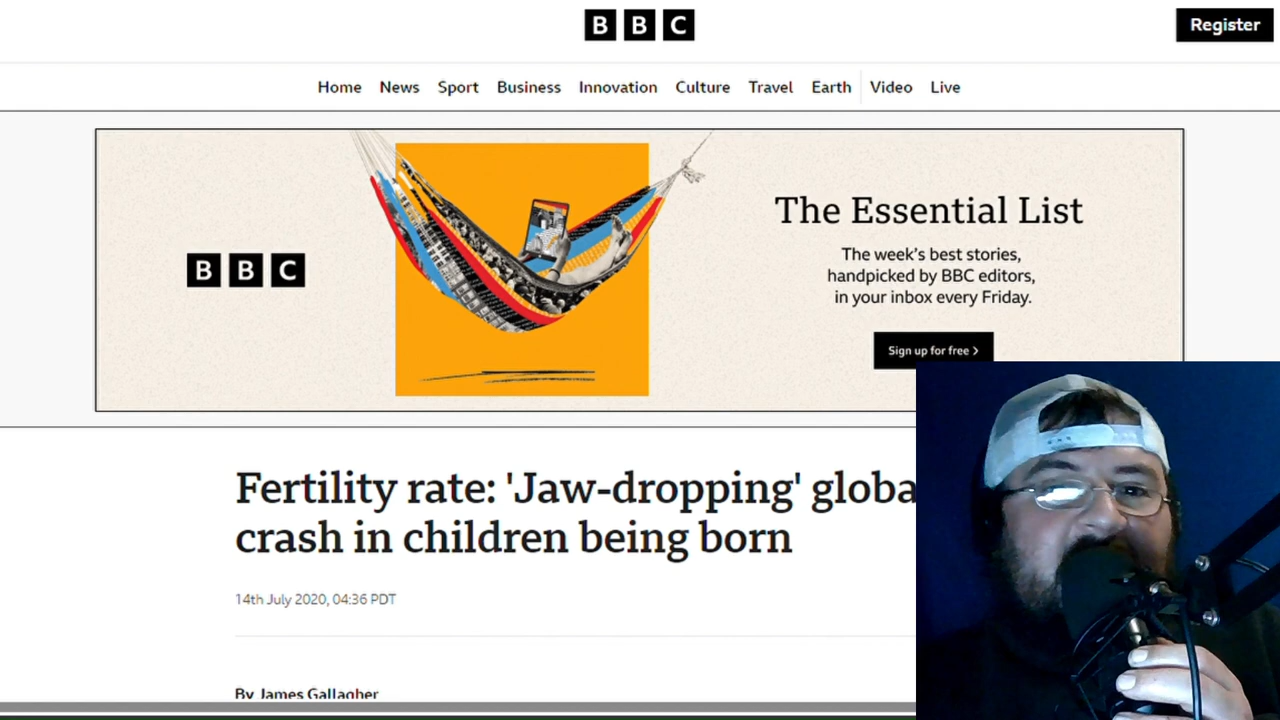 BBC
Register
Home News Sport Business Innovation Culture Travel Earth Video Live
BBC
The Essential List
The week's best stories,
handpicked by BBC editors,
in your inbox every Friday.
Sign up for free >
Fertility rate: 'Jaw-dropping' globa
crash in children being born
14th July 2020, 04:36 PDT
By James Gallagher